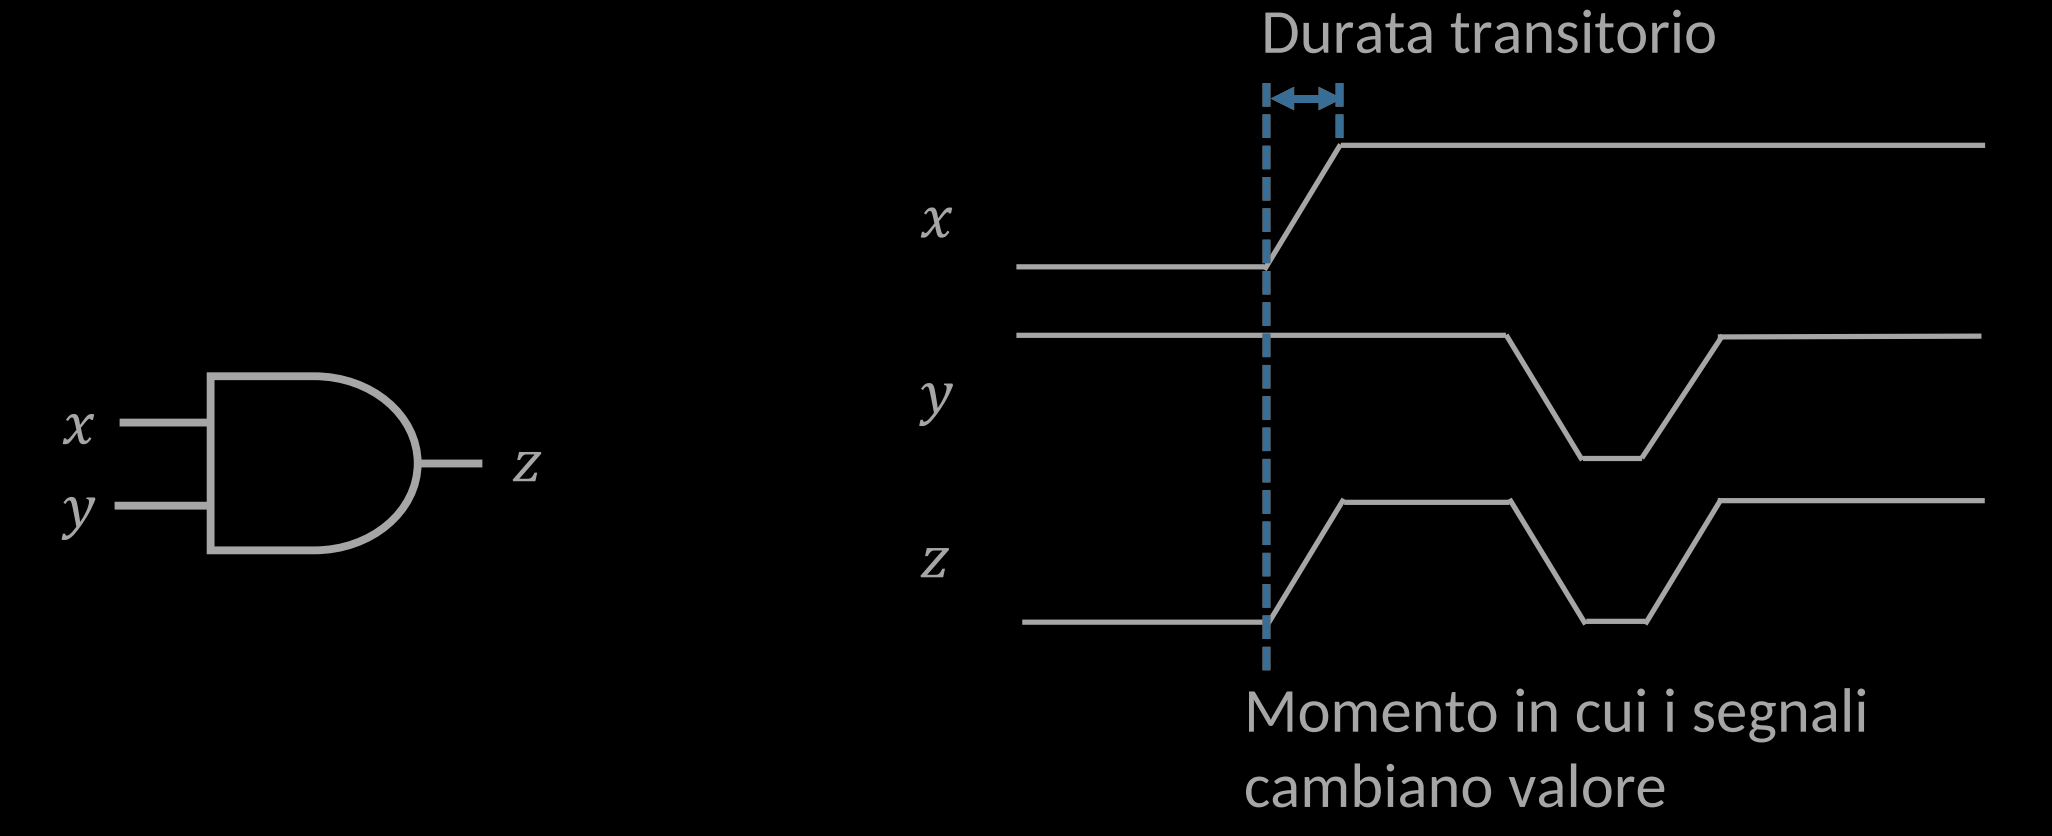 Durata transitorio
x
y
z
x
y
z
Momento in cui i segnali
cambiano valore